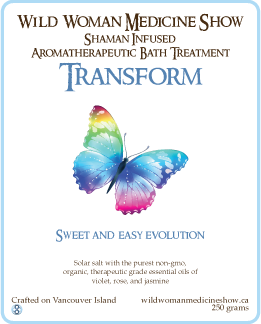 Wild Woman Medicine Show
Shaman Infused
Aromatherapeutic Bath Treatment
Transform
Sweet and easy evolution
Solar salt with the purest non-gmo,
organic, therapeutic grade essential oils of
violet, rose, and jasmine
Crafted on Vancouver Island wildwomanmedicineshow.ca
250 grams